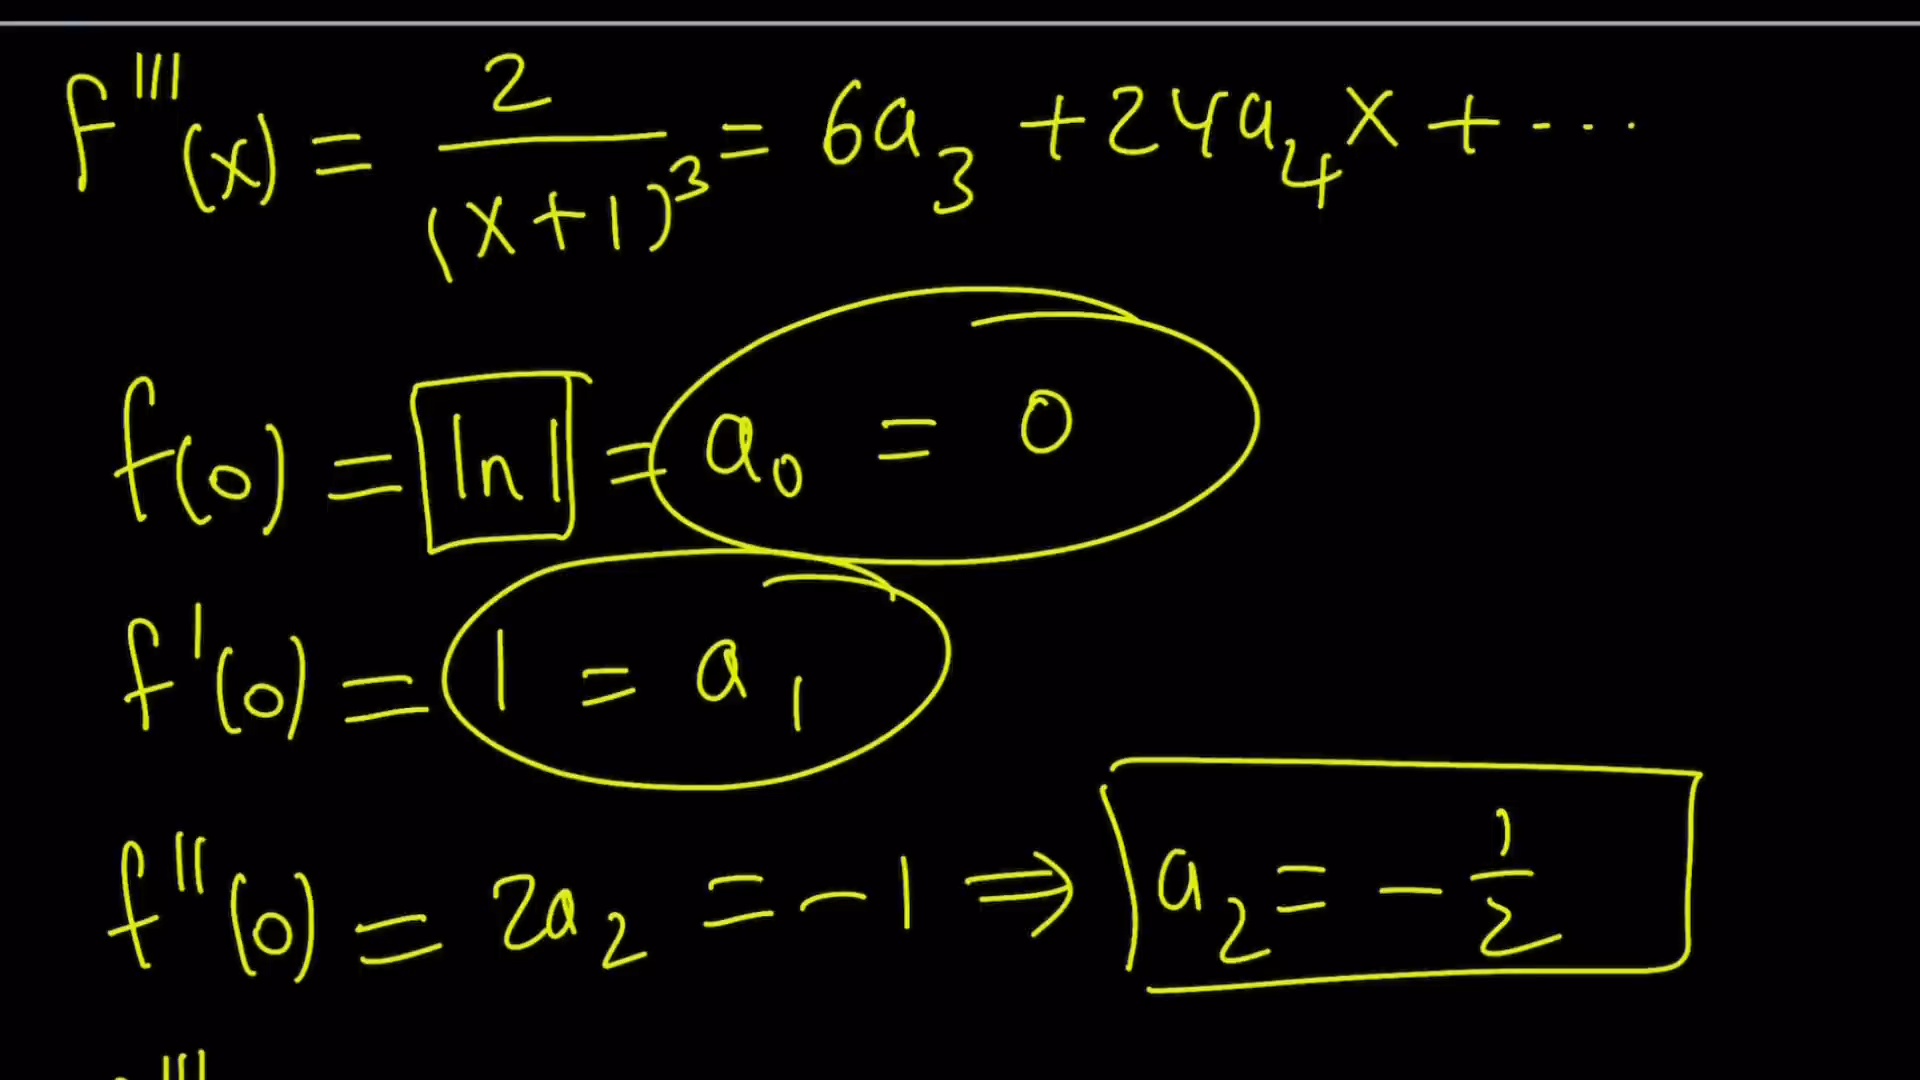 f'''(x) = 2/(x+1)³ = 6a₃ + 24a₄x + ...
f(0) = ln1 = a₀ = 0
f'(0) = 1 = a₁
f''(0) = 2a₂ = -1 ⇒ a₂ = - 1/2